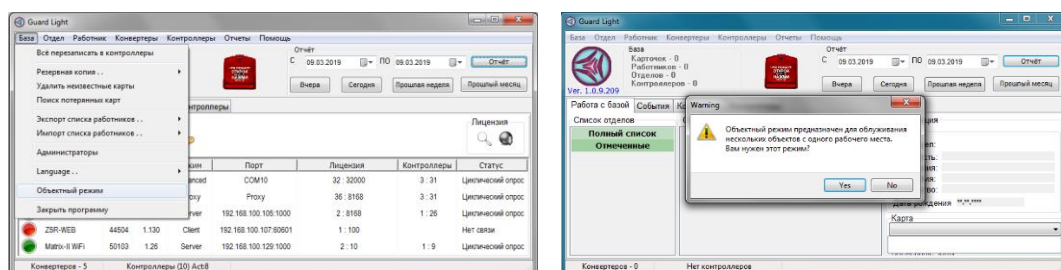 Guard Light
База Отдел Работник Конвертеры Контроллеры Отчеты Помощь
Всё перезаписать в контроллеры
Резервная копия . .
Удалить неизвестные карты
Поиск потерянных карт
Экспорт списка работников . .
Импорт списка работников . .
Администраторы
Language . .
Объектный режим
Закрыть программу
Отчёт
С 09.03.2019 ПО 09.03.2019 Отчёт
Вчера Сегодня Прошлая неделя Прошлый месяц
Лицензия
Порт Лицензия Контроллеры Статус
COM10 32 : 32000 3 : 31 Циклический опрос
Proxy 36 : 8168 3 : 31 Циклический опрос
192.168.100.105:1000 2 : 8168 1 : 26 Циклический опрос
Z5R-WEB 44504 1.130 Client 192.168.100.107:60601 1 : 100 Нет связи
Matrix-II WiFi 50103 1.26 Server 192.168.100.129:1000 2 : 10 1 : 9 Циклический опрос
Конвертеров - 5 Контроллеры (10) Act8
Guard Light
База Отдел Работник Конвертеры Контроллеры Отчеты Помощь
База
Карточек - 0
Работников - 0
Отделов - 0
Контроллеров - 0
Ver. 1.0.9.209
Отчёт
С 09.03.2019 ПО 09.03.2019 Отчёт
Вчера Сегодня Прошлая неделя Прошлый месяц
Работа с базой События
Список отделов
Полный список
Отмеченные
Warning
Объектный режим предназначен для облуживания
нескольких объектов с одного рабочего места.
Вам нужен этот режим?
Yes No
Дата рождения **.**.****
Карта
Конвертеров - 0 Нет контроллеров